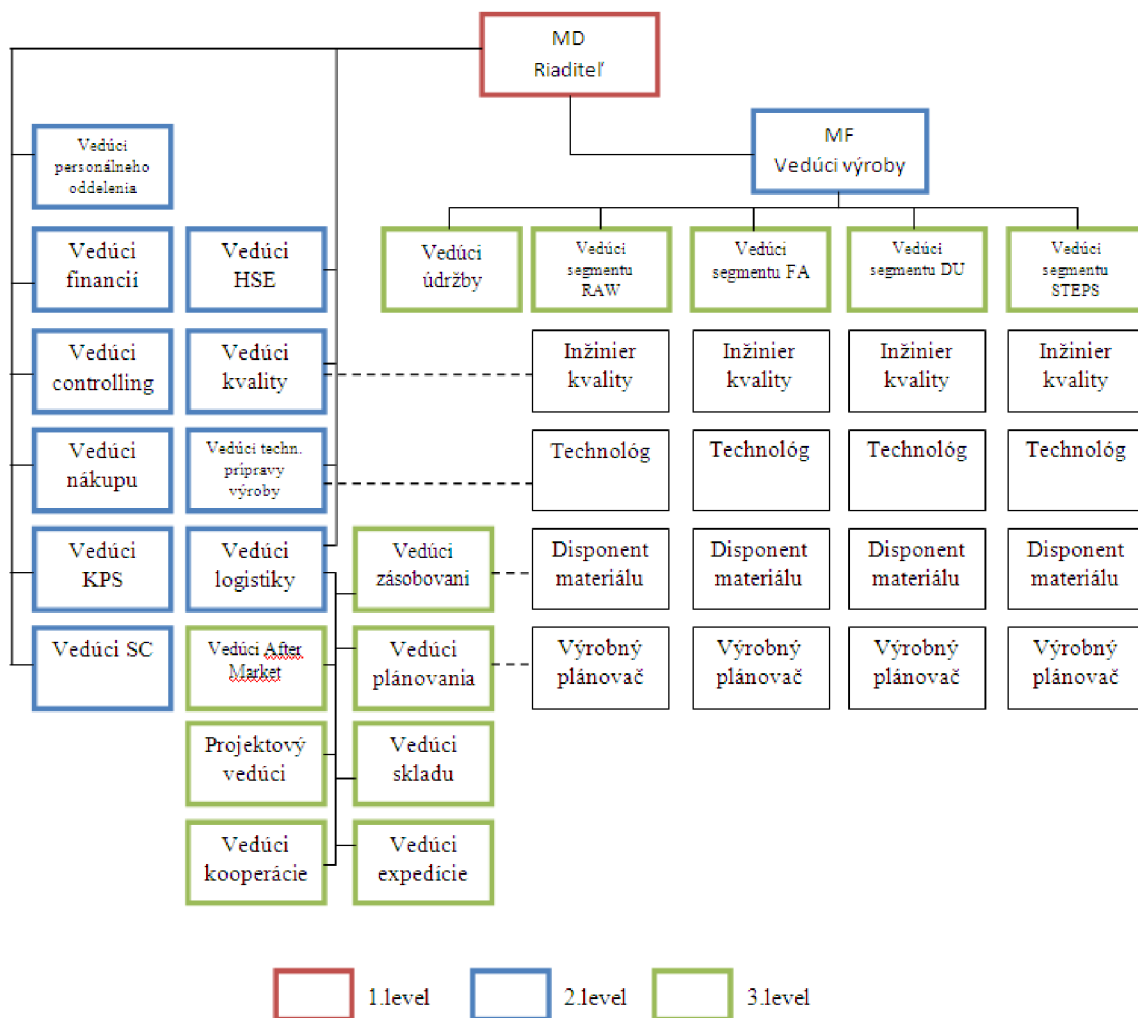 MD
Riaditeľ
MF
Vedúci výroby
Vedúci
personálneho
oddelenia
Vedúci
financií
Vedúci
HSE
Vedúci
údržby
Vedúci
segmentu
RAW
Vedúci
segmentu FA
Vedúci
segmentu DU
Vedúci
segmentu
STEPS
Vedúci
controlling
Vedúci
kvality
Inžinier
kvality
Inžinier
kvality
Inžinier
kvality
Inžinier
kvality
Vedúci
nákupu
Vedúci techn.
prípravy
výroby
Technológ
Technológ
Technológ
Technológ
Vedúci
KPS
Vedúci
logistiky
Vedúci
zásobovani
Disponent
materiálu
Disponent
materiálu
Disponent
materiálu
Disponent
materiálu
Vedúci SC
Vedúci After
Market
Vedúci
plánovania
Výrobný
plánovač
Výrobný
plánovač
Výrobný
plánovač
Výrobný
plánovač
Projektový
vedúci
Vedúci
skladu
Vedúci
kooperácie
Vedúci
expedície
1.level
2.level
3.level